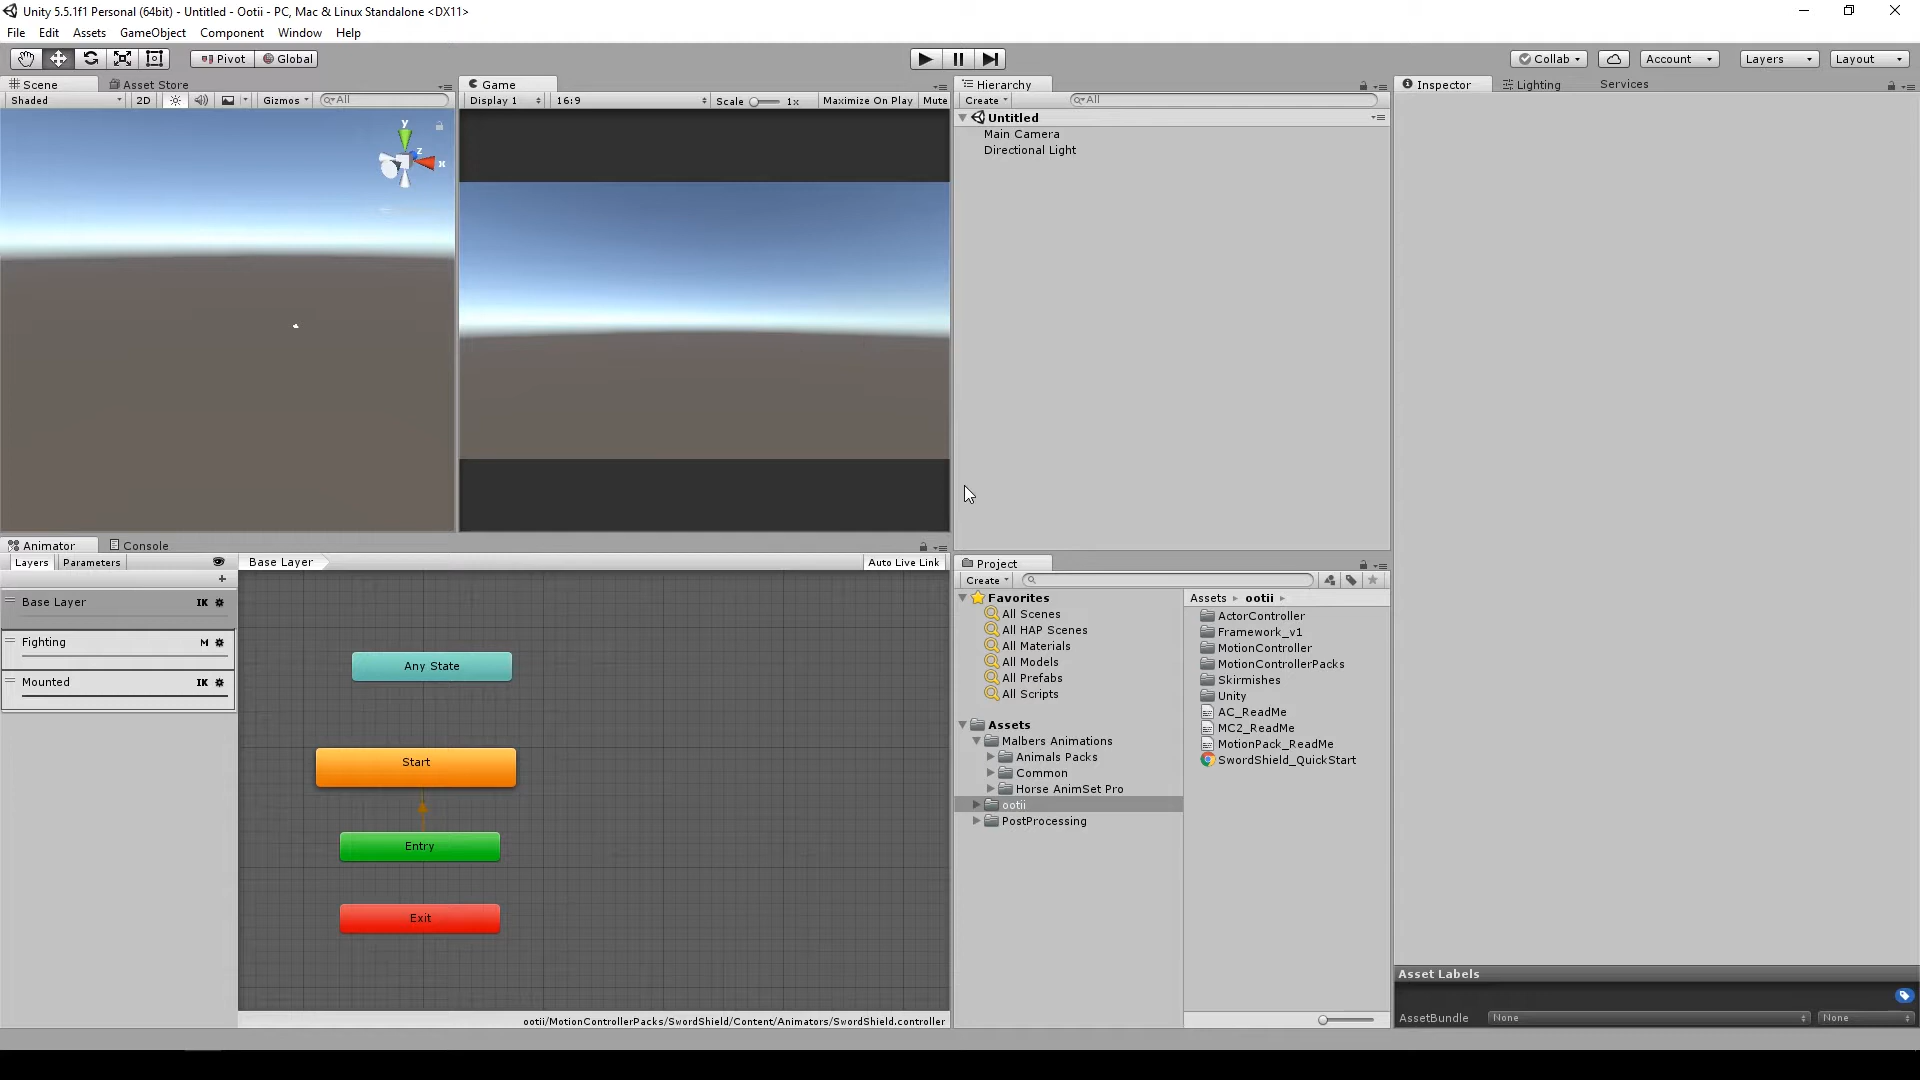 Unity 5.5.1f1 Personal (64bit) - Untitled - Ootii - PC, Mac & Linux Standalone <DX11>
File Edit Assets GameObject Component Window Help
Pivot Global Collab Account Layers Layout
Scene Asset Store
Shaded 2D Gizmos All
Game
Display 1 16:9 Scale 1x Maximize On Play Mute
y
z
x
Hierarchy
Create All
Untitled
Main Camera
Directional Light
Inspector Lighting Services
Animator Console
Layers Parameters
Base Layer Auto Live Link
+
Base Layer IK
Fighting M
Mounted IK
Any State
Start
Entry
Exit
ootii/MotionControllerPacks/SwordShield/Content/Animators/SwordShield.controller
Project
Create
Favorites
All Scenes
All HAP Scenes
All Materials
All Models
All Prefabs
All Scripts
Assets
Malbers Animations
Animals Packs
Common
Horse AnimSet Pro
ootii
PostProcessing
Assets ootii
ActorController
Framework_v1
MotionController
MotionControllerPacks
Skirmishes
Unity
AC_ReadMe
MC2_ReadMe
MotionPack_ReadMe
SwordShield_QuickStart
Asset Labels
AssetBundle None None